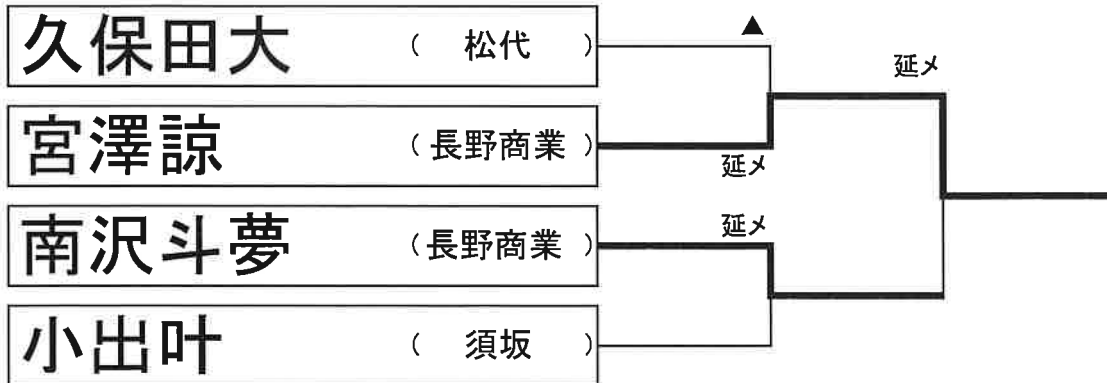 久保田大 （ 松代 ）
▲
延メ
宮澤諒 （長野商業）
延メ
南沢斗夢 （長野商業）
延メ
小出叶 （ 須坂 ）